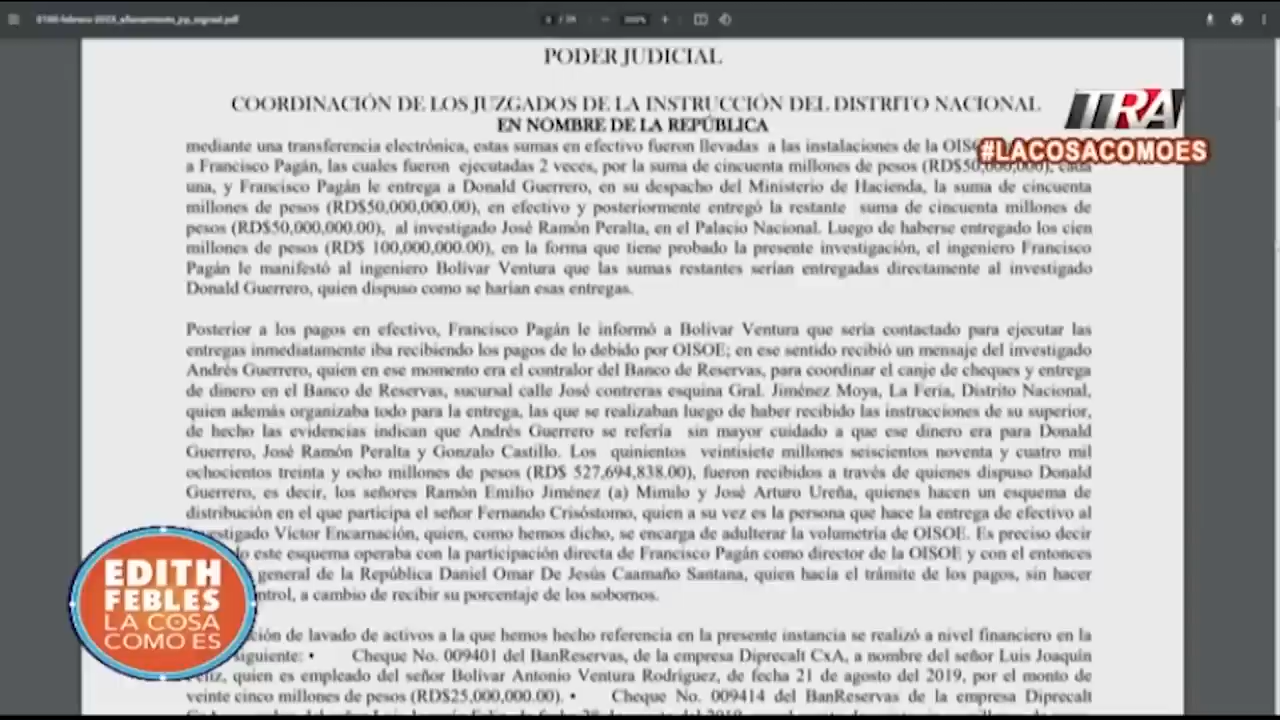 PODER JUDICIAL
COORDINACIÓN DE LOS JUZGADOS DE LA INSTRUCCIÓN DEL DISTRITO NACIONAL
EN NOMBRE DE LA REPÚBLICA
TRA
#LACOSACOMOES
mediante una transferencia electrónica, estas sumas en efectivo fueron llevadas a las instalaciones de la
a Francisco Pagán, las cuales fueron ejecutadas 2 veces, por la suma de cincuenta millones de pesos (RD$50,000,000), cada
una, y Francisco Pagán le entrega a Donald Guerrero, en su despacho del Ministerio de Hacienda, la suma de cincuenta
millones de pesos (RD$50,000,000.00), en efectivo y posteriormente entregó la restante suma de cincuenta millones de
pesos (RD$50,000,000.00), al investigado José Ramón Peralta, en el Palacio Nacional. Luego de haberse entregado los cien
millones de pesos (RD$ 100,000,000.00), en la forma que tiene probado la presente investigación, el ingeniero Francisco
Pagán le manifestó al ingeniero Bolívar Ventura que las sumas restantes serían entregadas directamente al investigado
Donald Guerrero, quien dispuso como se harían esas entregas.
Posterior a los pagos en efectivo, Francisco Pagán le informó a Bolívar Ventura que sería contactado para ejecutar las
entregas inmediatamente iba recibiendo los pagos de lo debido por OISOE; en ese sentido recibió un mensaje del investigado
Andrés Guerrero, quien en ese momento era el contralor del Banco de Reservas, para coordinar el canje de cheques y entrega
de dinero en el Banco de Reservas, sucursal calle José contreras esquina Gral. Jiménez Moya, La Feria, Distrito Nacional,
quien además organizaba todo para la entrega, las que se realizaban luego de haber recibido las instrucciones de su superior,
de hecho las evidencias indican que Andrés Guerrero se refería sin mayor cuidado a que ese dinero era para Donald
Guerrero, José Ramón Peralta y Gonzalo Castillo. Los quinientos veintisiete millones seiscientos noventa y cuatro mil
ochocientos treinta y ocho millones de pesos (RD$ 527,694,838.00), fueron recibidos a través de quienes dispuso Donald
Guerrero, es decir, los señores Ramón Emilio Jiménez (a) Mimilo y José Arturo Ureña, quienes hacen un esquema de
distribución en el que participa el señor Fernando Crisóstomo, quien a su vez es la persona que hace la entrega de efectivo al
Víctor Encarnación, quien, como hemos dicho, se encarga de adulterar la volumetría de OISOE. Es preciso decir
este esquema operaba con la participación directa de Francisco Pagán como director de la OISOE y con el entonces
general de la República Daniel Omar De Jesús Caamaño Santana, quien hacía el trámite de los pagos, sin hacer
a cambio de recibir su porcentaje de los sobornos.
de lavado de activos a la que hemos hecho referencia en la presente instancia se realizó a nivel financiero en la
siguiente: • Cheque No. 009401 del BanReservas, de la empresa Diprecalt CxA, a nombre del señor Luis Joaquín
quien es empleado del señor Bolívar Antonio Ventura Rodríguez, de fecha 21 de agosto del 2019, por el monto de
veinte cinco millones de pesos (RD$25,000,000.00). • Cheque No. 009414 del BanReservas de la empresa Diprecalt
EDITH
FEBLES
LA COSA
COMO ES